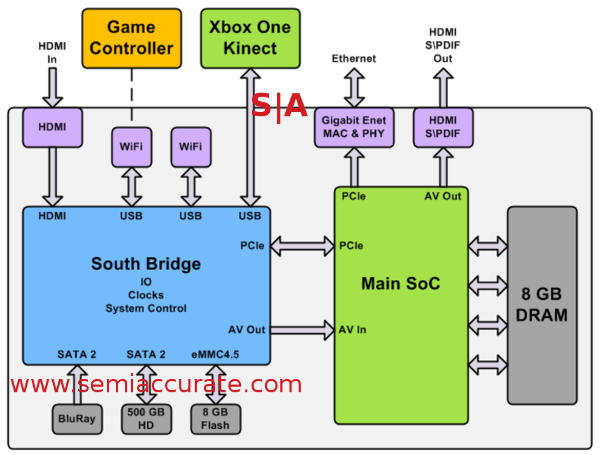 HDMI
In
Game
Controller
Xbox One
Kinect
Ethernet
HDMI
S\PDIF
Out
S|A
HDMI
WiFi
WiFi
Gigabit Enet
MAC & PHY
HDMI
S\PDIF
HDMI
USB
USB
USB
PCIe
AV Out
PCIe
PCIe
South Bridge
IO
Clocks
System Control
Main SoC
8 GB
DRAM
AV Out
AV In
SATA 2
SATA 2
eMMC4.5
www.semiaccurate.com
BluRay
500 GB
HD
8 GB
Flash